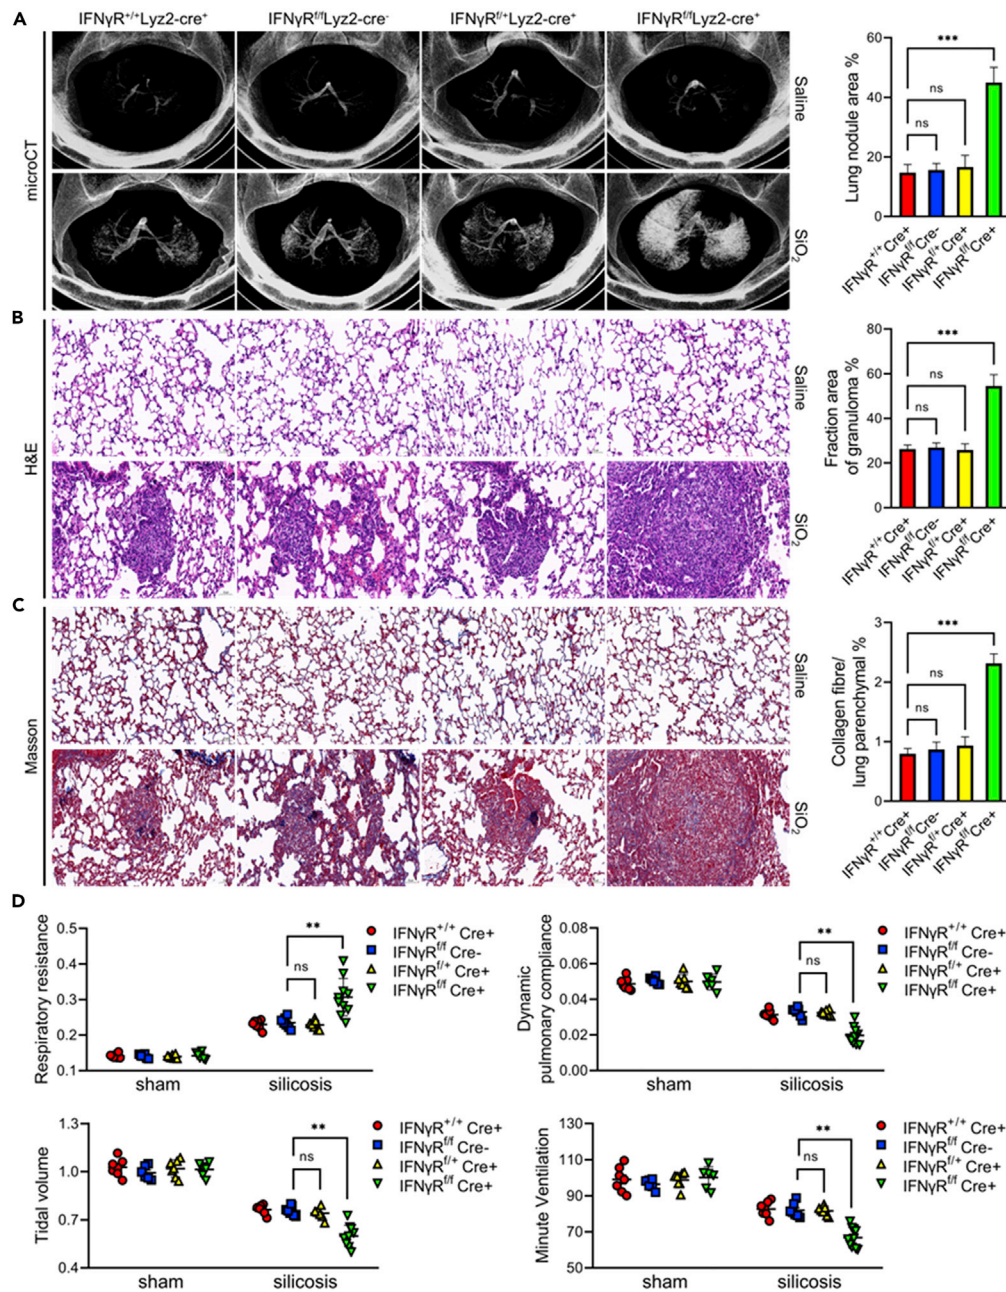 A
IFNγR+/+Lyz2-cre+
IFNγRf/fLyz2-cre-
IFNγRf/+Lyz2-cre+
IFNγRf/fLyz2-cre+
microCT
Saline
SiO2
Lung nodule area %
60
40
20
0
***
ns
ns
IFNγR+/+ Cre+
IFNγRf/f Cre-
IFNγRf/+ Cre+
IFNγRf/f Cre+
B
H&E
Saline
SiO2
Fraction area
of granuloma %
80
60
40
20
0
***
ns
ns
IFNγR+/+ Cre+
IFNγRf/f Cre-
IFNγRf/+ Cre+
IFNγRf/f Cre+
C
Masson
Saline
SiO2
Collagen fibre/
lung parenchymal %
3
2
1
0
***
ns
ns
IFNγR+/+ Cre+
IFNγRf/f Cre-
IFNγRf/+ Cre+
IFNγRf/f Cre+
D
Respiratory resistance
0.5
0.4
0.3
0.2
0.1
**
ns
sham
silicosis
IFNγR+/+ Cre+
IFNγRf/f Cre-
IFNγRf/+ Cre+
IFNγRf/f Cre+
Dynamic
pulmonary compliance
0.08
0.06
0.04
0.02
0.00
**
ns
sham
silicosis
IFNγR+/+ Cre+
IFNγRf/f Cre-
IFNγRf/+ Cre+
IFNγRf/f Cre+
Tidal volume
1.3
1.0
0.7
0.4
**
ns
sham
silicosis
IFNγR+/+ Cre+
IFNγRf/f Cre-
IFNγRf/+ Cre+
IFNγRf/f Cre+
Minute Ventilation
130
110
90
70
50
**
ns
sham
silicosis
IFNγR+/+ Cre+
IFNγRf/f Cre-
IFNγRf/+ Cre+
IFNγRf/f Cre+